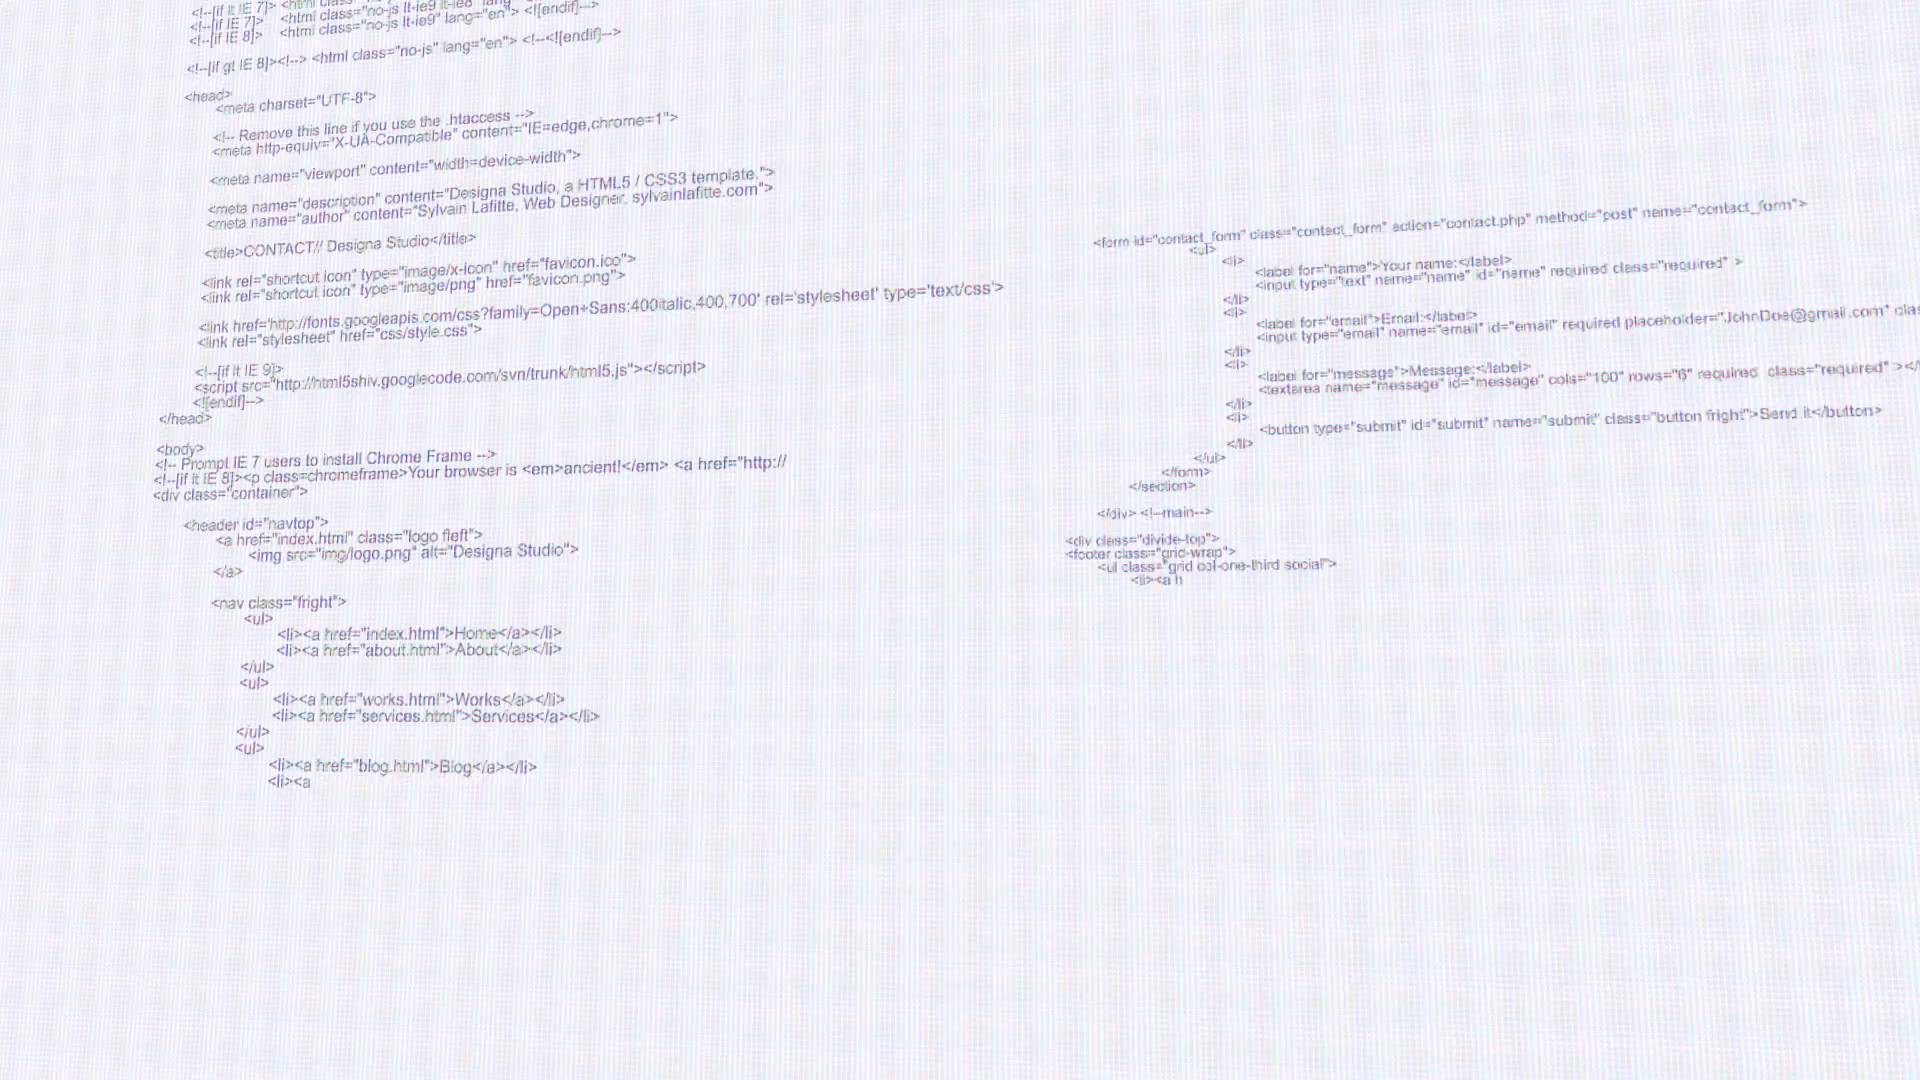 <!--[if lt IE 7]> <html class=
<!--[if IE 7]> <html class="no-js lt-ie9 lt-ie8" lang=
<!--[if IE 8]> <html class="no-js lt-ie9" lang="en"> <![endif]-->
<!--[if gt IE 8]><!--> <html class="no-js" lang="en"> <!--<![endif]-->
<head>
<meta charset="UTF-8">
<!-- Remove this line if you use the .htaccess -->
<meta http-equiv="X-UA-Compatible" content="IE=edge,chrome=1">
<meta name="viewport" content="width=device-width">
<meta name="description" content="Designa Studio, a HTML5 / CSS3 template.">
<meta name="author" content="Sylvain Lafitte, Web Designer, sylvainlafitte.com">
<title>CONTACT// Designa Studio</title>
<link rel="shortcut icon" type="image/x-icon" href="favicon.ico">
<link rel="shortcut icon" type="image/png" href="favicon.png">
<link href='http://fonts.googleapis.com/css?family=Open+Sans:400italic,400,700' rel='stylesheet' type='text/css'>
<link rel="stylesheet" href="css/style.css">
<!--[if lt IE 9]>
<script src="http://html5shiv.googlecode.com/svn/trunk/html5.js"></script>
<![endif]-->
</head>
<body>
<!-- Prompt IE 7 users to install Chrome Frame -->
<!--[if lt IE 8]><p class=chromeframe>Your browser is <em>ancient!</em> <a href="http://
<div class="container">
<header id="navtop">
<a href="index.html" class="logo fleft">
<img src="img/logo.png" alt="Designa Studio">
</a>
<nav class="fright">
<ul>
<li><a href="index.html">Home</a></li>
<li><a href="about.html">About</a></li>
</ul>
<ul>
<li><a href="works.html">Works</a></li>
<li><a href="services.html">Services</a></li>
</ul>
<ul>
<li><a href="blog.html">Blog</a></li>
<li><a
<form id="contact_form" class="contact_form" action="contact.php" method="post" name="contact_form">
<ul>
<li>
<label for="name">Your name:</label>
<input type="text" name="name" id="name" required class="required" >
</li>
<li>
<label for="email">Email:</label>
<input type="email" name="email" id="email" required placeholder="JohnDoe@gmail.com" clas
</li>
<li>
<label for="message">Message:</label>
<textarea name="message" id="message" cols="100" rows="6" required class="required" ></
</li>
<li>
<button type="submit" id="submit" name="submit" class="button fright">Send it</button>
</li>
</ul>
</form>
</section>
</div> <!--main-->
<div class="divide-top">
<footer class="grid-wrap">
<ul class="grid col-one-third social">
<li><a h